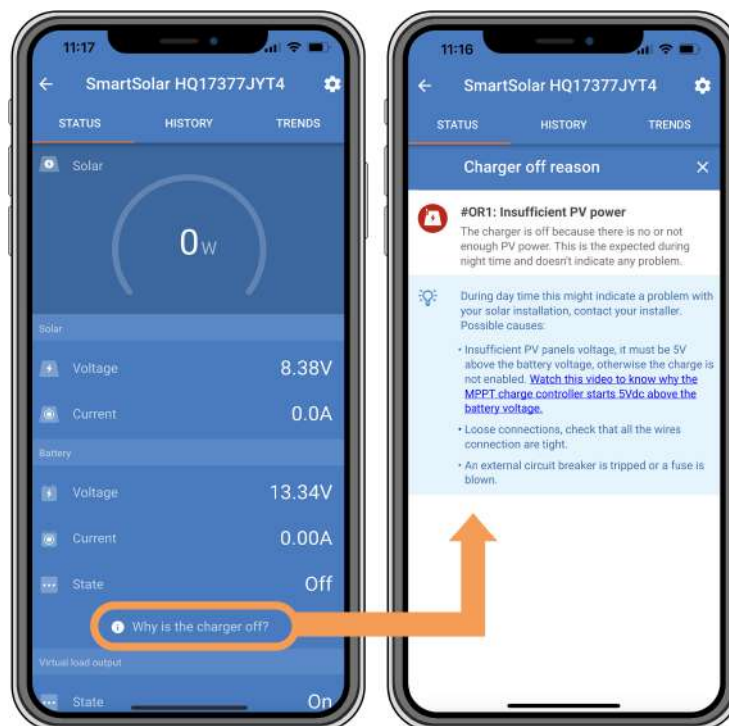 11:17
SmartSolar HQ17377JYT4
STATUS HISTORY TRENDS
Solar
0W
Solar
Voltage 8.38V
Current 0.0A
Battery
Voltage 13.34V
Current 0.00A
State Off
Why is the charger off?
Virtual load output
State On
11:16
SmartSolar HQ17377JYT4
STATUS HISTORY TRENDS
Charger off reason
#OR1: Insufficient PV power
The charger is off because there is no or not
enough PV power. This is the expected during
night time and doesn't indicate any problem.
During day time this might indicate a problem with
your solar installation, contact your installer.
Possible causes:
• Insufficient PV panels voltage, it must be 5V
above the battery voltage, otherwise the charge is
not enabled. Watch this video to know why the
MPPT charge controller starts 5Vdc above the
battery voltage.
• Loose connections, check that all the wires
connection are tight.
• An external circuit breaker is tripped or a fuse is
blown.